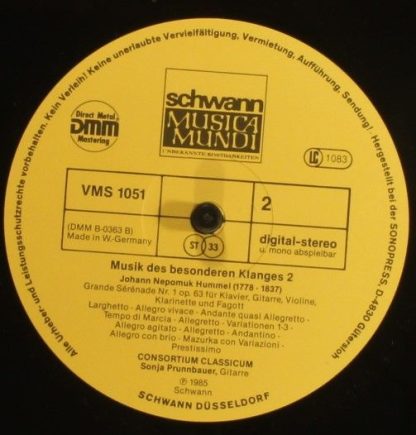 Alle Urheber- und Leistungsschutzrechte vorbehalten. Kein Verleih! Keine unerlaubte Vervielfältigung, Vermietung, Aufführung, Sendung! Hergestellt bei der SONOPRESS, D-4830 Gütersloh
schwann
MUSICA
MUNDI
UNBEKANNTE KOSTBARKEITEN
Direct Metal
DMM
Mastering
LC 1083
VMS 1051
2
(DMM B-0363 B)
Made in W.-Germany
ST 33
digital-stereo
u. mono abspielbar
Musik des besonderen Klanges 2
Johann Nepomuk Hummel (1778 - 1837)
Grande Sérénade Nr. 1 op. 63 für Klavier, Gitarre, Violine,
Klarinette und Fagott
Larghetto - Allegro vivace - Andante quasi Allegretto -
Tempo di Marcia - Allegretto - Variationen 1-3 -
Allegro agitato - Allegretto - Andantino -
Allegro con brio - Mazurka con Variazioni -
Prestissimo
CONSORTIUM CLASSICUM
Sonja Prunnbauer, Gitarre
Ⓟ 1985
Schwann
SCHWANN DÜSSELDORF